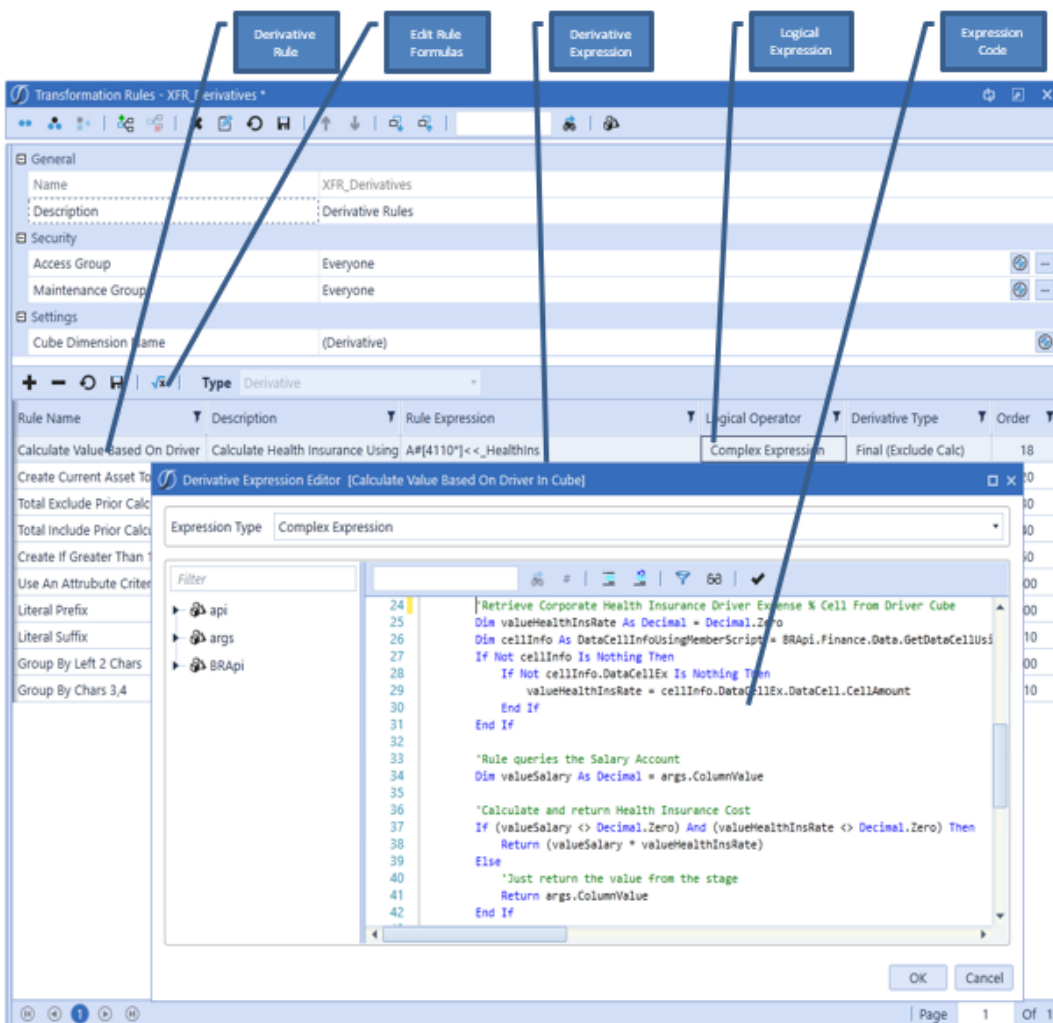 Derivative
Rule
Edit Rule
Formulas
Derivative
Expression
Logical
Expression
Expression
Code
Transformation Rules - XFR_Derivatives *
General
Name XFR_Derivatives
Description Derivative Rules
Security
Access Group Everyone
Maintenance Group Everyone
Settings
Cube Dimension Name (Derivative)
Type Derivative
Rule Name Description Rule Expression Logical Operator Derivative Type Order
Calculate Value Based On Driver Calculate Health Insurance Using A#[4110*]<<_HealthIns Complex Expression Final (Exclude Calc) 18
Create Current Asset To
Total Exclude Prior Calc
Total Include Prior Calcu
Create If Greater Than
Use An Attrubute Criter
Literal Prefix
Literal Suffix
Group By Left 2 Chars
Group By Chars 3,4
Derivative Expression Editor [Calculate Value Based On Driver In Cube]
Expression Type Complex Expression
Filter
api
args
BRApi
24 'Retrieve Corporate Health Insurance Driver Expense % Cell From Driver Cube
25 Dim valueHealthInsRate As Decimal = Decimal.Zero
26 Dim cellInfo As DataCellInfoUsingMemberScript = BRApi.Finance.Data.GetDataCellUsi
27 If Not cellInfo Is Nothing Then
28 If Not cellInfo.DataCellEx Is Nothing Then
29 valueHealthInsRate = cellInfo.DataCellEx.DataCell.CellAmount
30 End If
31 End If
32
33 'Rule queries the Salary Account
34 Dim valueSalary As Decimal = args.ColumnValue
35
36 'Calculate and return Health Insurance Cost
37 If (valueSalary <> Decimal.Zero) And (valueHealthInsRate <> Decimal.Zero) Then
38 Return (valueSalary * valueHealthInsRate)
39 Else
40 'Just return the value from the stage
41 Return args.ColumnValue
42 End If
OK Cancel
1 Page 1 Of 1